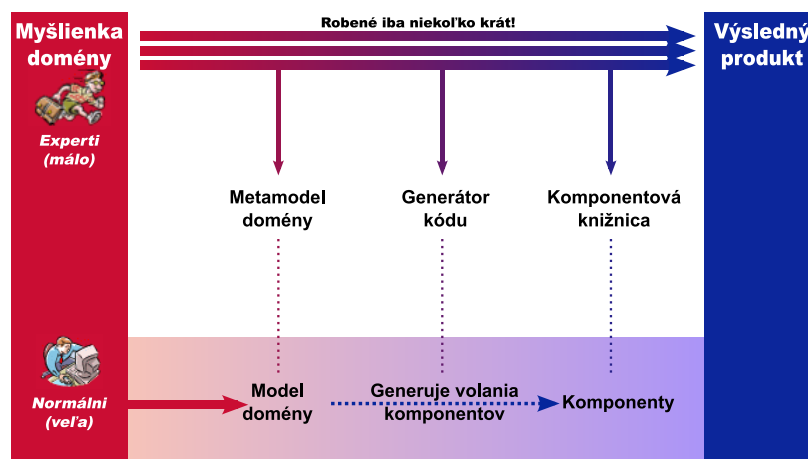 Robené iba niekoľko krát!
Myšlienka
domény
Výsledný
produkt
Experti
(málo)
Metamodel
domény
Generátor
kódu
Komponentová
knižnica
Normálni
(veľa)
Model
domény
Generuje volania
komponentov
Komponenty